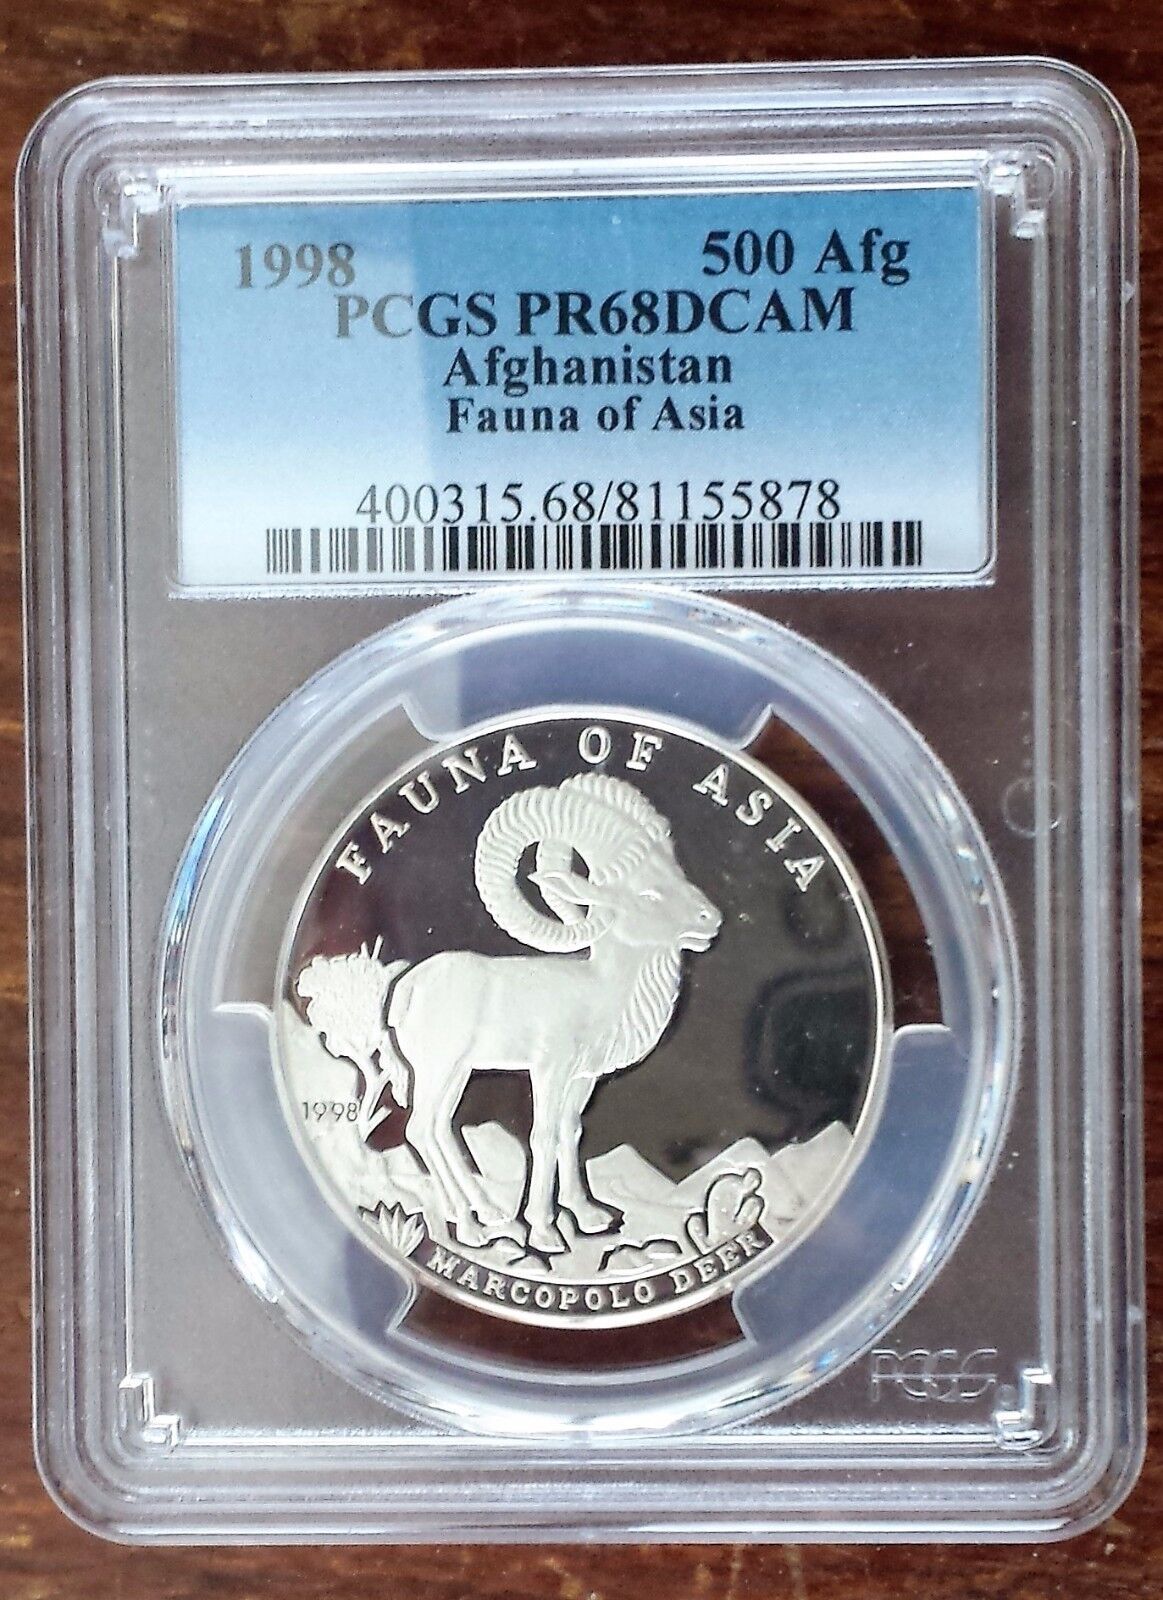 1998 500 Afg
PCGS PR68DCAM
Afghanistan
Fauna of Asia
400315.68/81155878
FAUNA OF ASIA
1998
MARCOPOLO DEER
PCGS